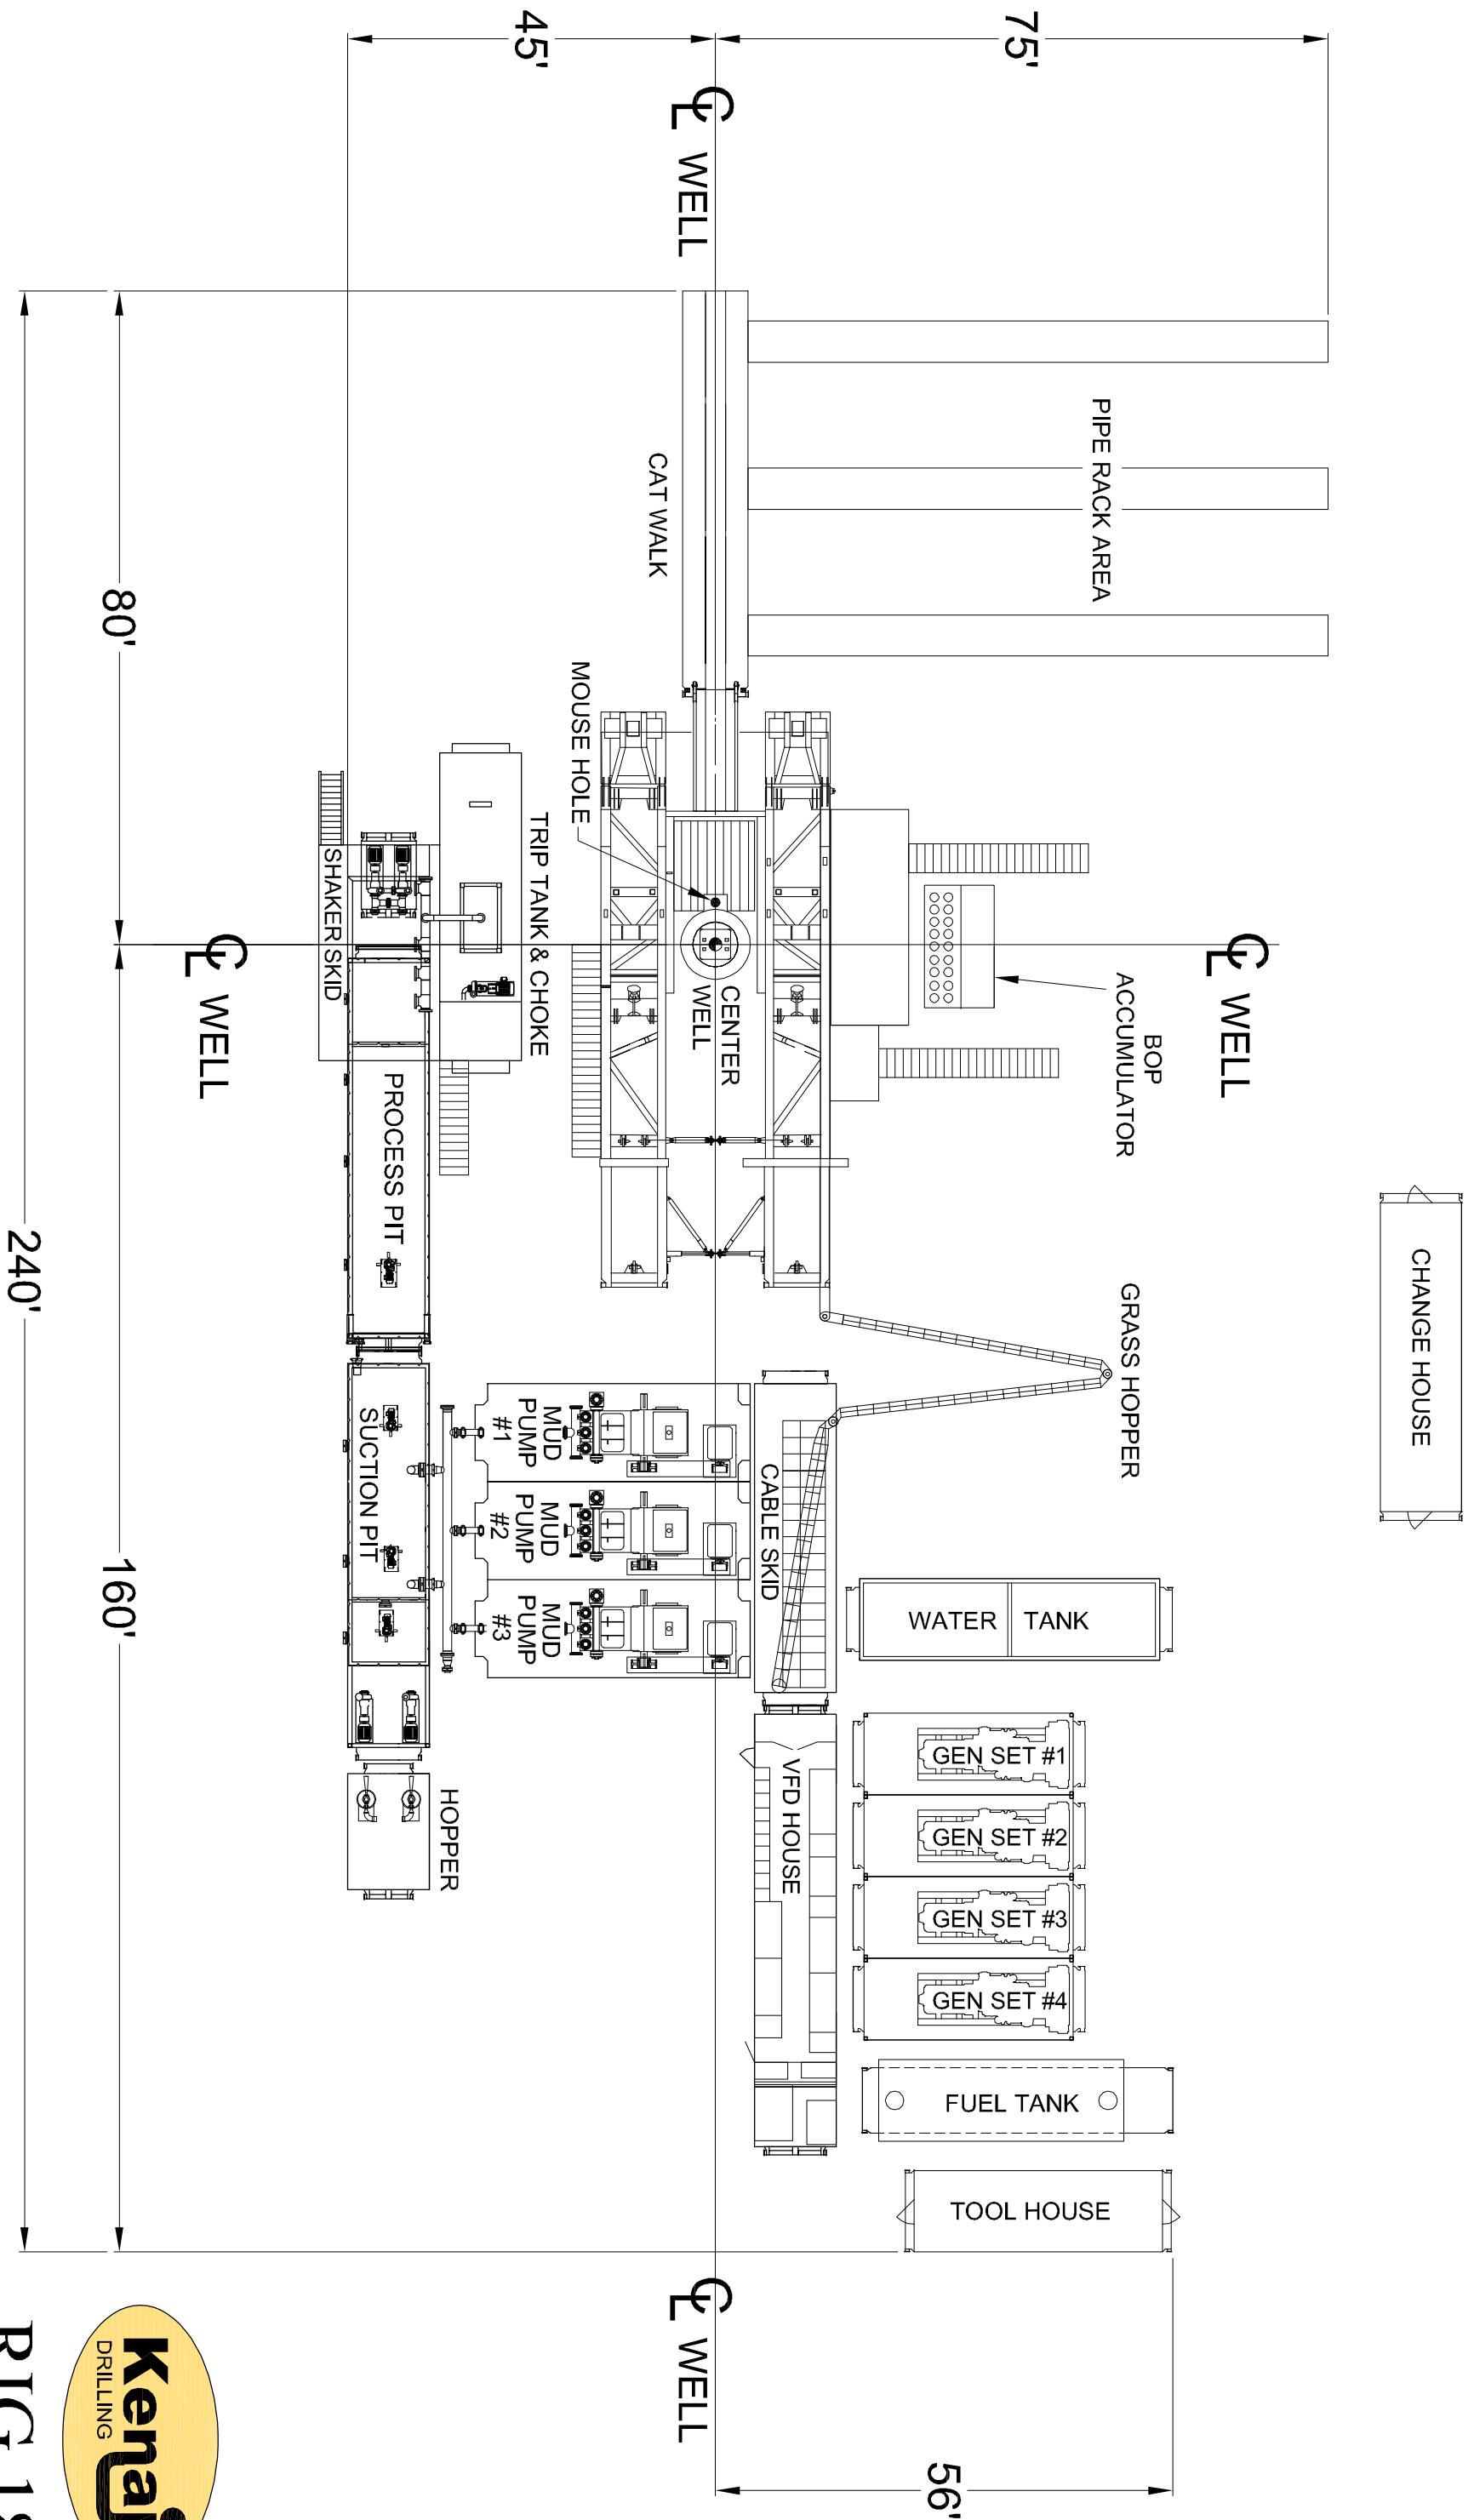 CHANGE HOUSE
℄ WELL
BOP
ACCUMULATOR
GRASS HOPPER
PIPE RACK AREA
75'
WATER TANK
GEN SET #1
GEN SET #2
GEN SET #3
GEN SET #4
FUEL TANK
TOOL HOUSE
56'
VFD HOUSE
CABLE SKID
CENTER
WELL
℄ WELL
℄ WELL
CAT WALK
MOUSE HOLE
45'
TRIP TANK & CHOKE
MUD
PUMP
#1
MUD
PUMP
#2
MUD
PUMP
#3
HOPPER
PROCESS PIT
SUCTION PIT
SHAKER SKID
℄ WELL
80'
160'
240'
Kenai
DRILLING
RIG